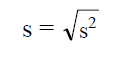 s = √s²